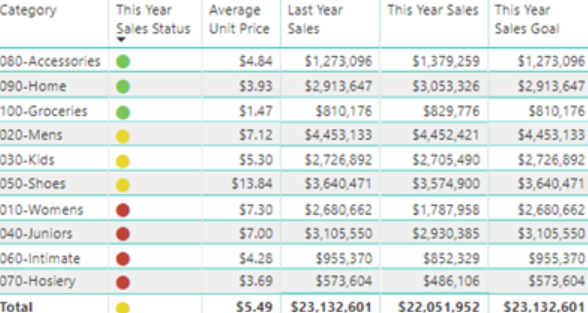 Category This Year Sales Status Average Unit Price Last Year Sales This Year Sales This Year Sales Goal
080-Accessories $4.84 $1,273,096 $1,379,259 $1,273,096
090-Home $3.93 $2,913,647 $3,053,326 $2,913,647
100-Groceries $1.47 $810,176 $829,776 $810,176
020-Mens $7.12 $4,453,133 $4,452,421 $4,453,133
030-Kids $5.30 $2,726,892 $2,705,490 $2,726,892
050-Shoes $13.84 $3,640,471 $3,574,900 $3,640,471
010-Womens $7.30 $2,680,662 $1,787,958 $2,680,662
040-Juniors $7.00 $3,105,550 $2,930,385 $3,105,550
060-Intimate $4.28 $955,370 $852,329 $955,370
070-Hosiery $3.69 $573,604 $486,106 $573,604
Total $5.49 $23,132,601 $22,051,952 $23,132,601